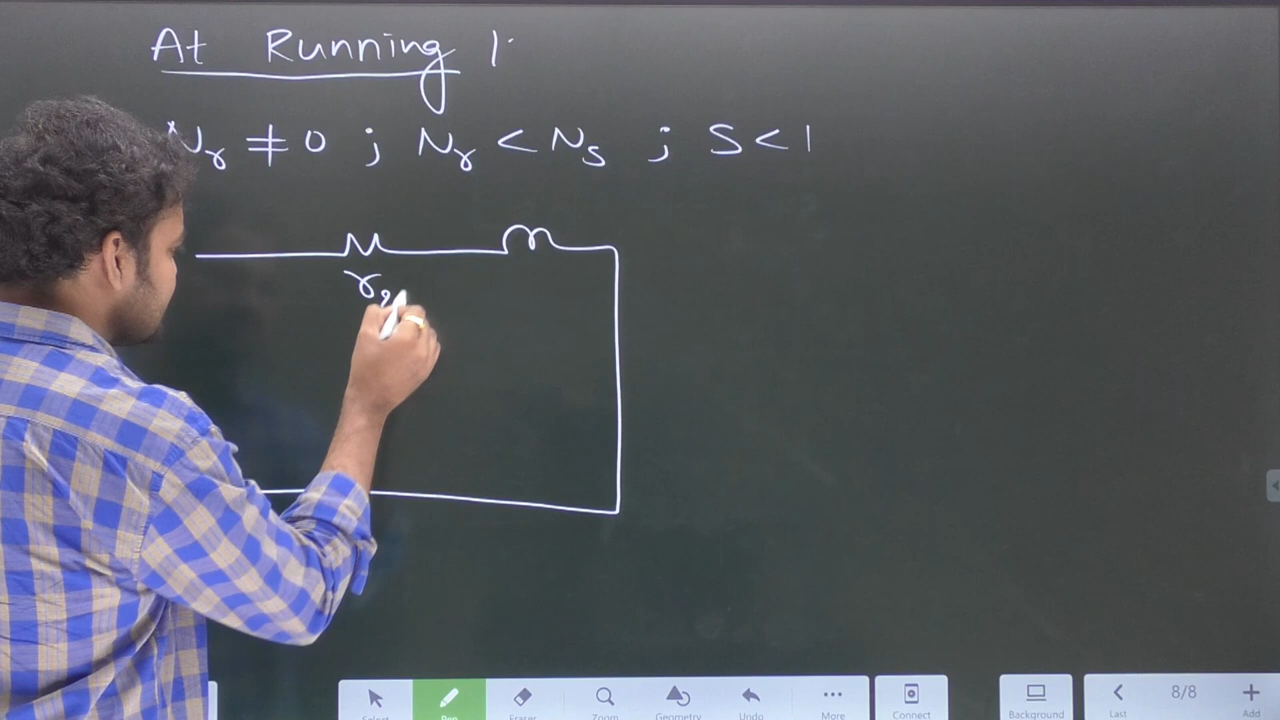 At Running :
Nr ≠ 0 ; Nr < Ns ; S < 1
r2
Select Pen Eraser Zoom Geometry Undo More Connect Background Last 8/8 Add